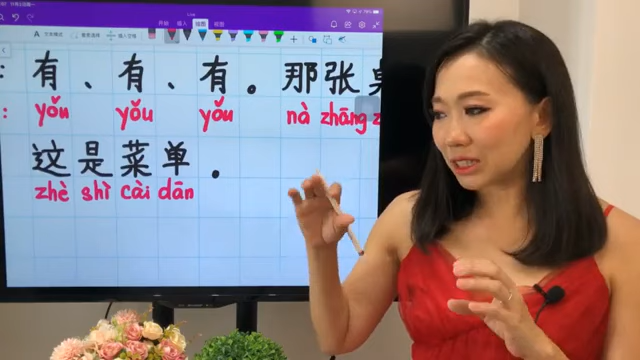 有、有、有。那张
yǒu yǒu yǒu nà zhāng
这是菜单.
zhè shì cài dān